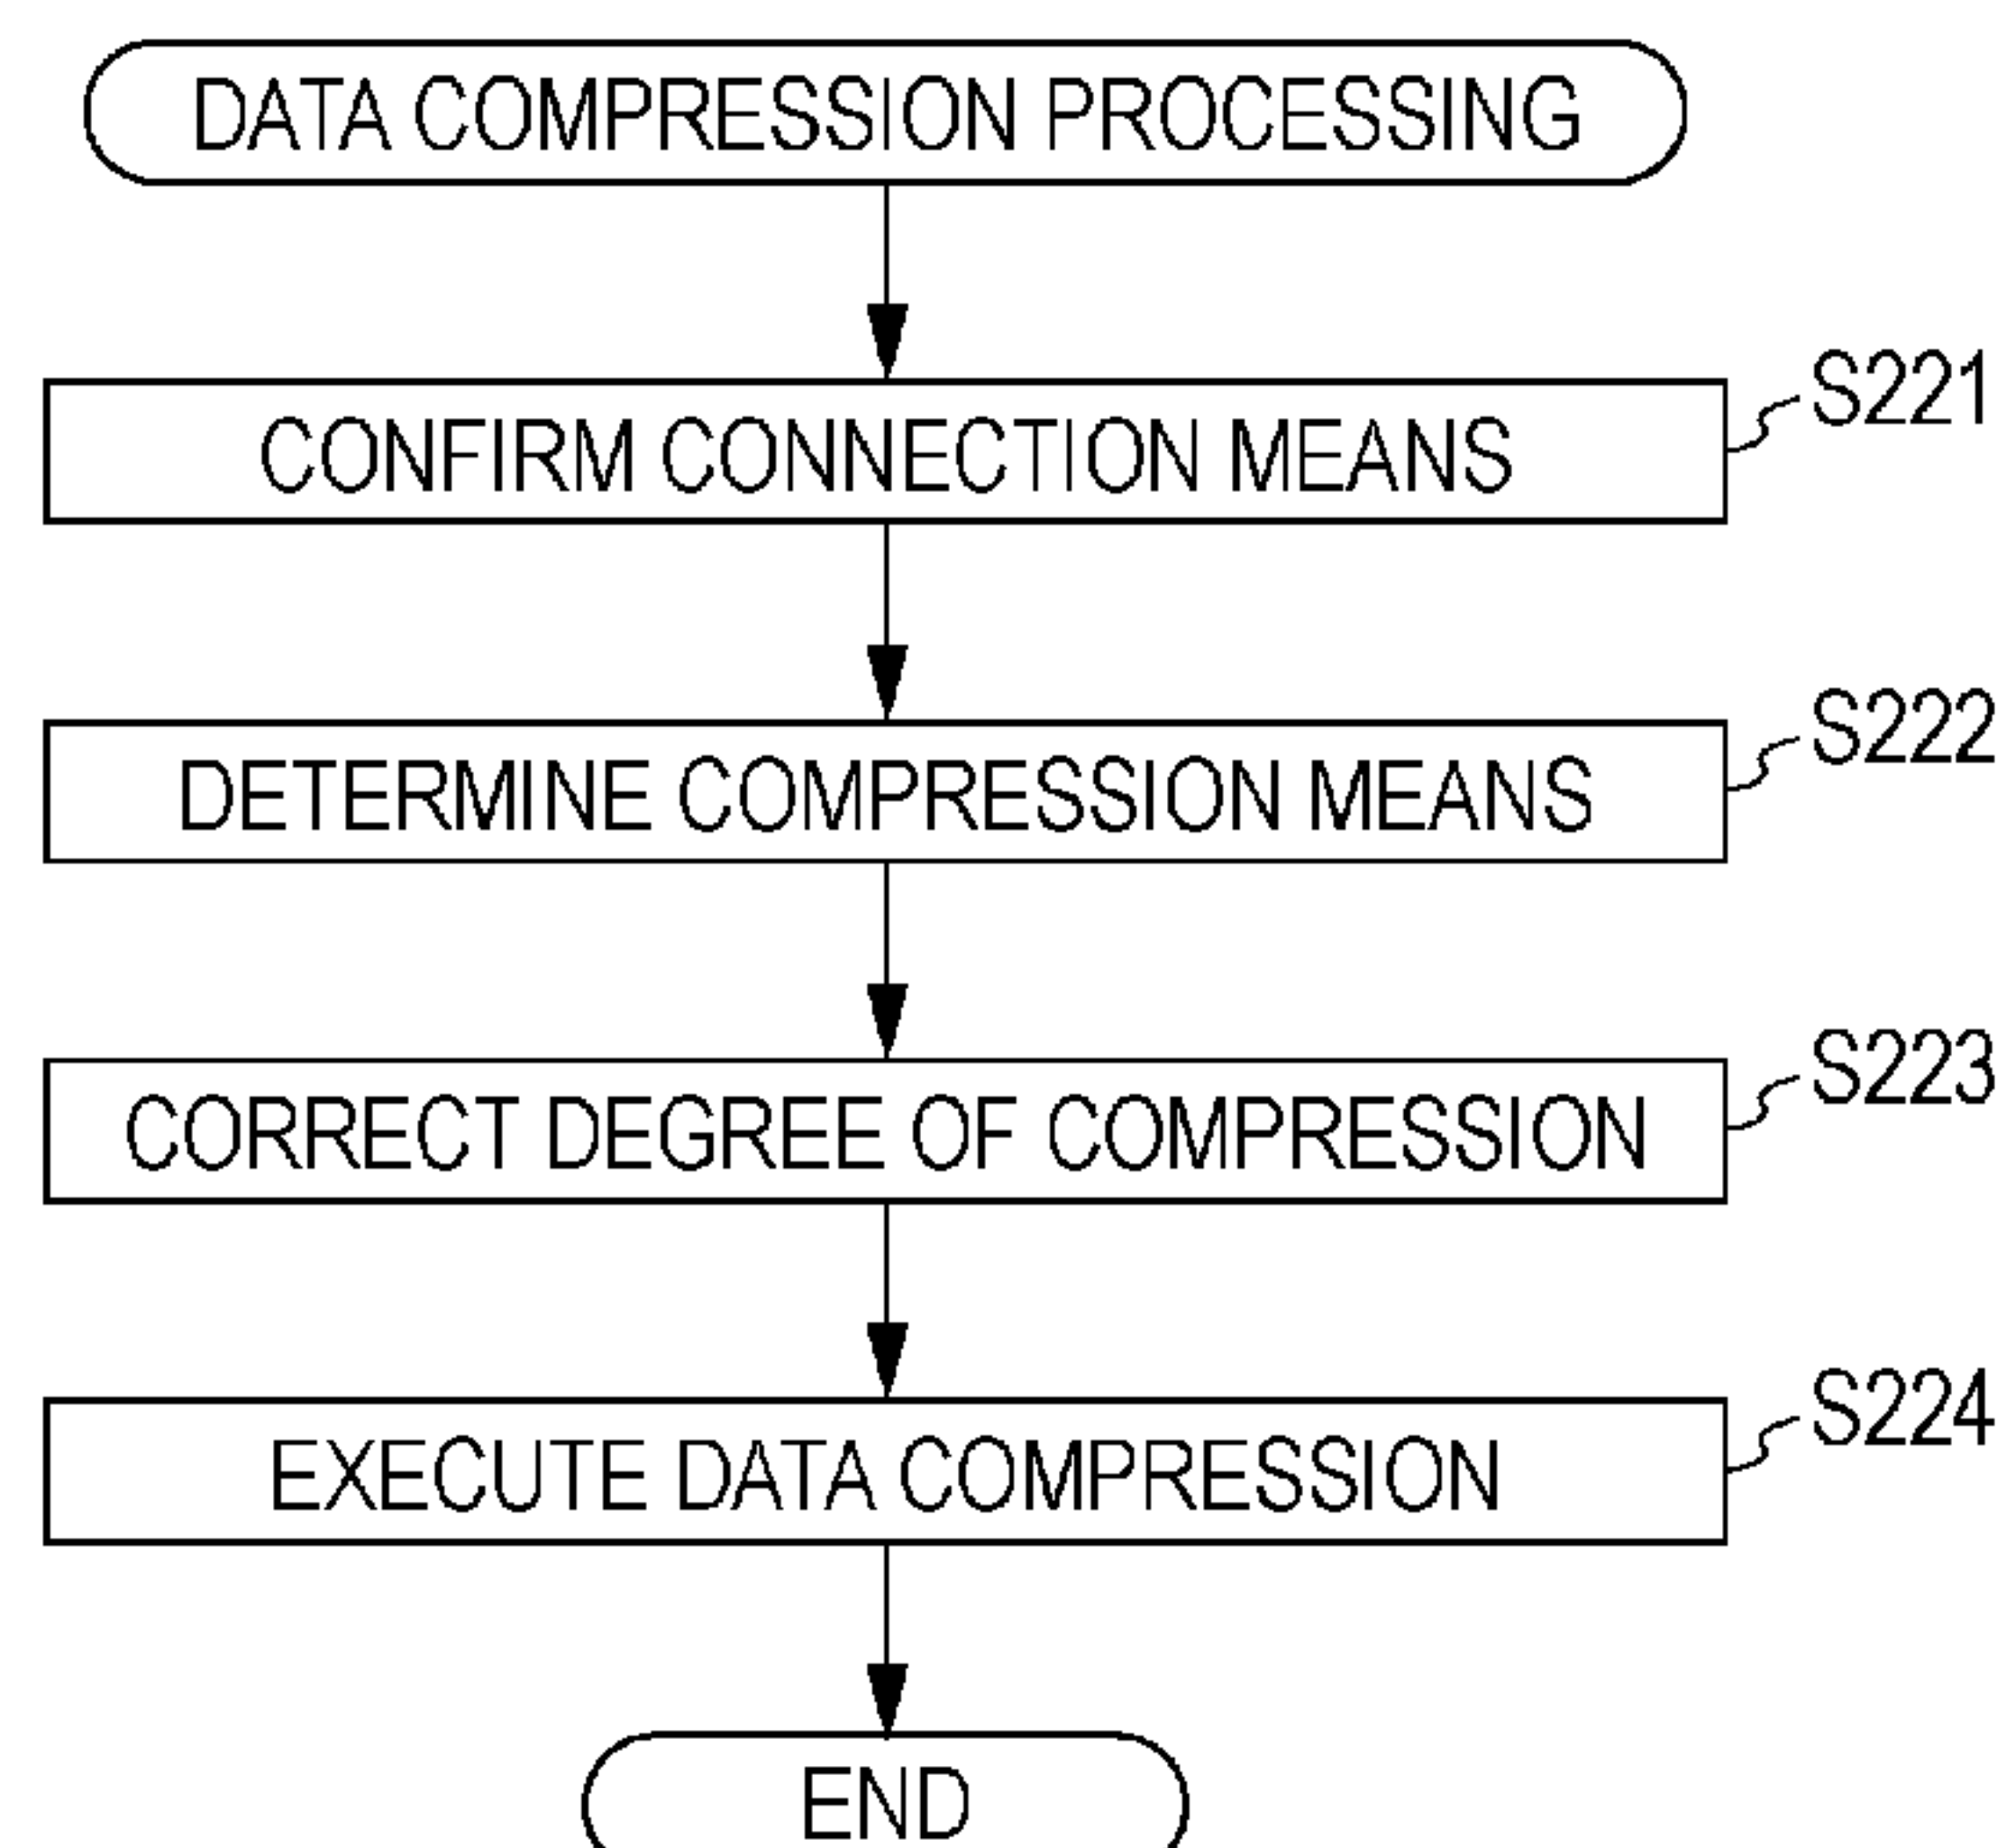 DATA COMPRESSION PROCESSING
CONFIRM CONNECTION MEANS
S221
DETERMINE COMPRESSION MEANS
S222
CORRECT DEGREE OF COMPRESSION
S223
EXECUTE DATA COMPRESSION
S224
END